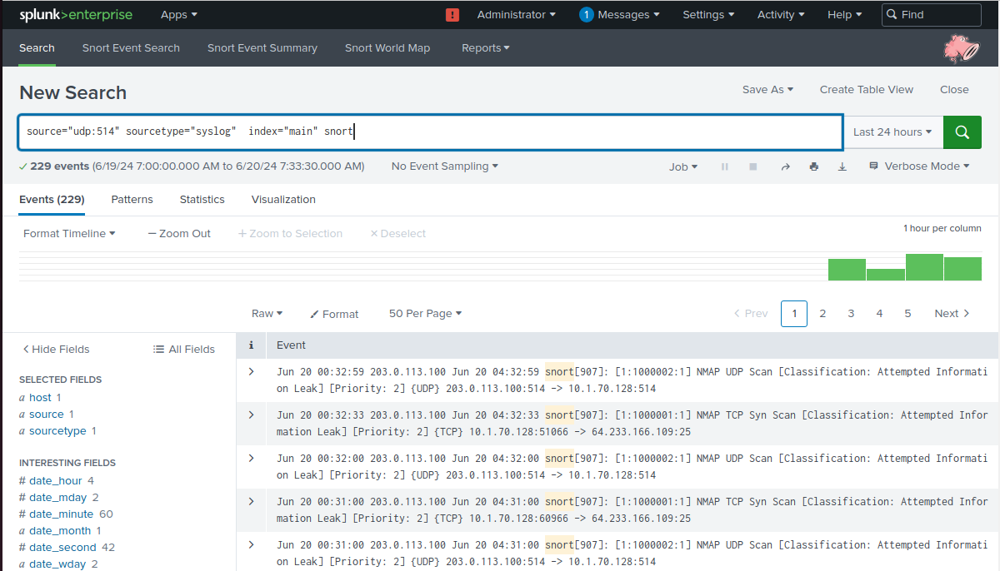 splunk>enterprise Apps ! Administrator 1 Messages Settings Activity Help Find
Search Snort Event Search Snort Event Summary Snort World Map Reports
New Search Save As Create Table View Close
source="udp:514" sourcetype="syslog"  index="main" snort Last 24 hours
229 events (6/19/24 7:00:00.000 AM to 6/20/24 7:33:30.000 AM) No Event Sampling Job Verbose Mode
Events (229) Patterns Statistics Visualization
Format Timeline — Zoom Out + Zoom to Selection × Deselect 1 hour per column
Raw Format 50 Per Page < Prev 1 2 3 4 5 Next >
< Hide Fields All Fields
SELECTED FIELDS
a host 1
a source 1
a sourcetype 1
INTERESTING FIELDS
# date_hour 4
# date_mday 2
# date_minute 60
a date_month 1
# date_second 42
a date_wday 2
i Event
> Jun 20 00:32:59 203.0.113.100 Jun 20 04:32:59 snort[907]: [1:1000002:1] NMAP UDP Scan [Classification: Attempted Informati
on Leak] [Priority: 2] {UDP} 203.0.113.100:514 -> 10.1.70.128:514
> Jun 20 00:32:33 203.0.113.100 Jun 20 04:32:33 snort[907]: [1:1000001:1] NMAP TCP Syn Scan [Classification: Attempted Infor
mation Leak] [Priority: 2] {TCP} 10.1.70.128:51066 -> 64.233.166.109:25
> Jun 20 00:32:00 203.0.113.100 Jun 20 04:32:00 snort[907]: [1:1000002:1] NMAP UDP Scan [Classification: Attempted Informati
on Leak] [Priority: 2] {UDP} 203.0.113.100:514 -> 10.1.70.128:514
> Jun 20 00:31:00 203.0.113.100 Jun 20 04:31:00 snort[907]: [1:1000001:1] NMAP TCP Syn Scan [Classification: Attempted Infor
mation Leak] [Priority: 2] {TCP} 10.1.70.128:60966 -> 64.233.166.109:25
> Jun 20 00:31:00 203.0.113.100 Jun 20 04:31:00 snort[907]: [1:1000002:1] NMAP UDP Scan [Classification: Attempted Informati
on Leak] [Priority: 2] {UDP} 203.0.113.100:514 -> 10.1.70.128:514